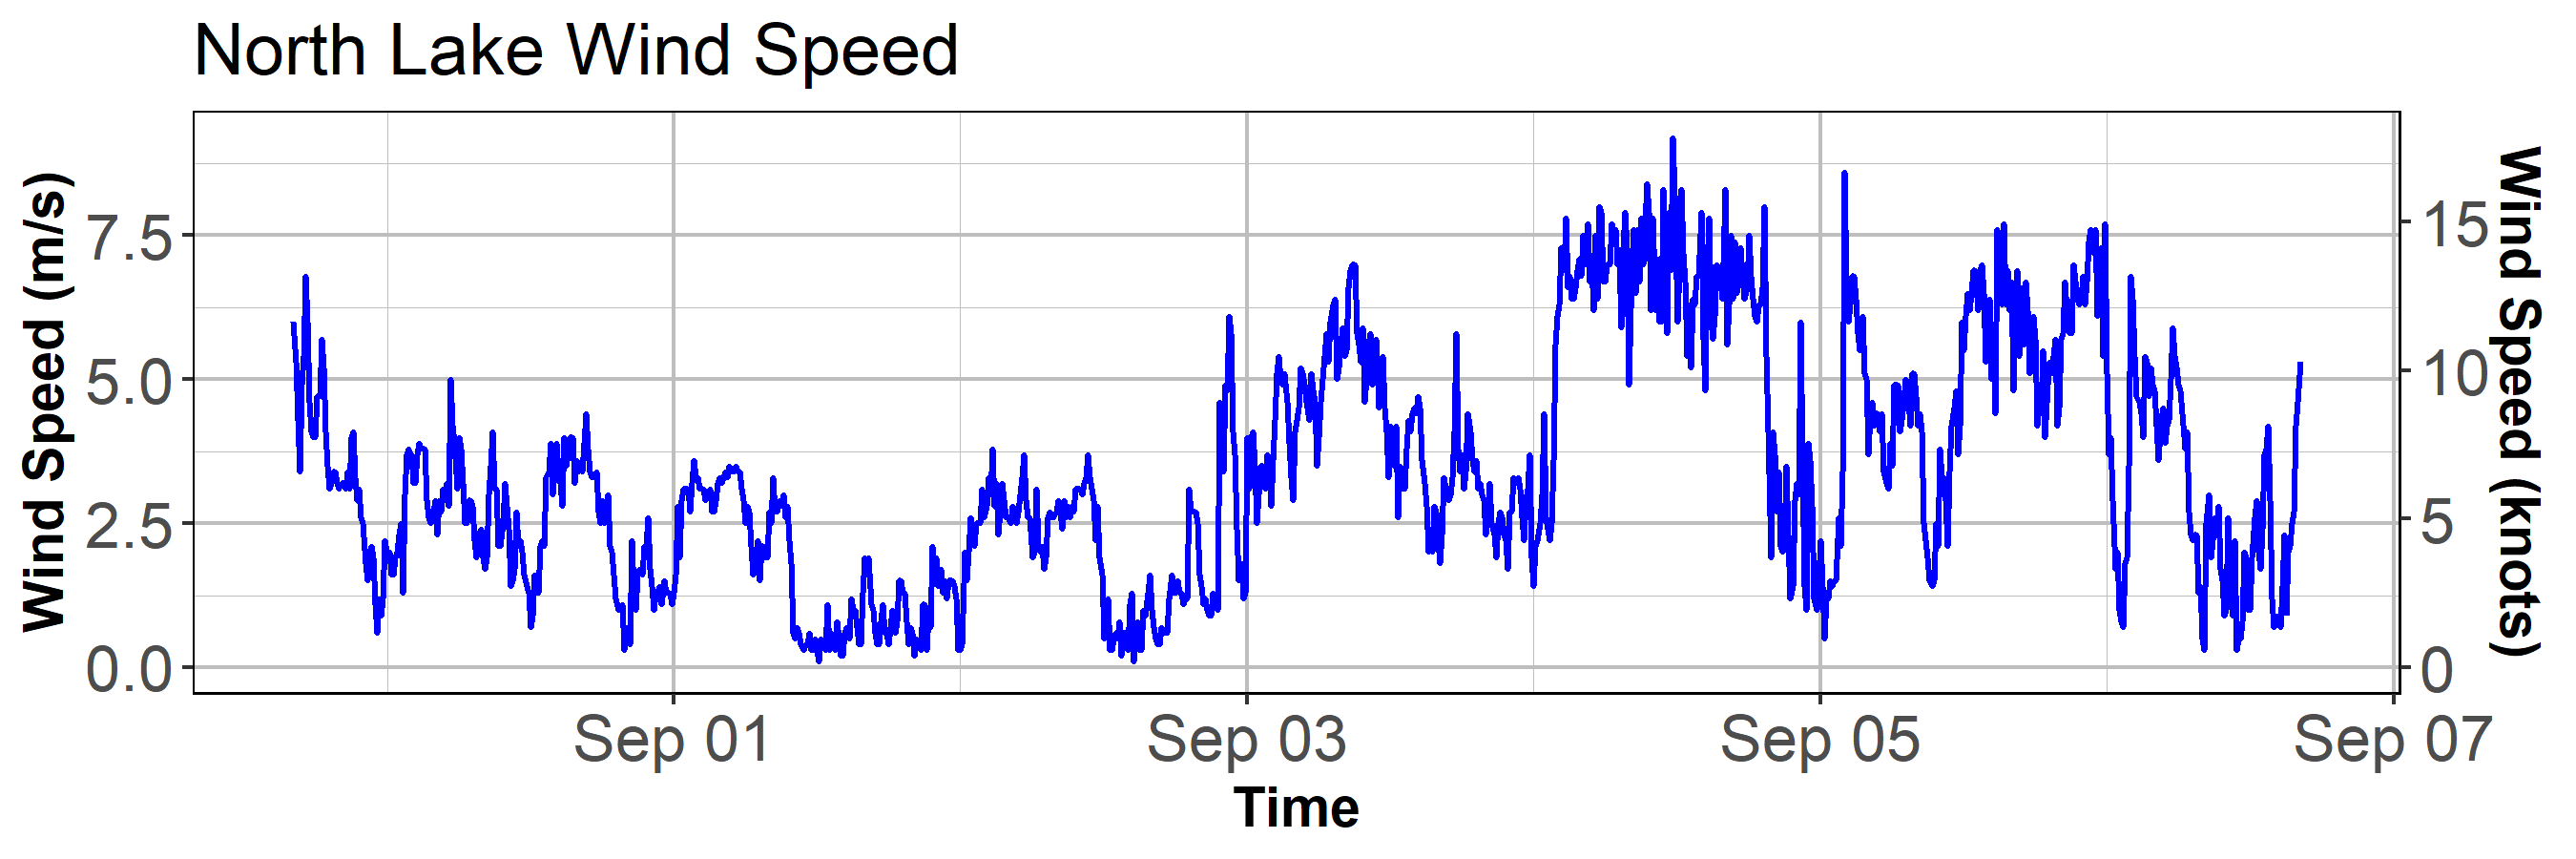 North Lake Wind Speed
Wind Speed (m/s)
7.5
5.0
2.5
0.0
15
10
5
0
Wind Speed (knots)
Sep 01
Sep 03
Sep 05
Sep 07
Time